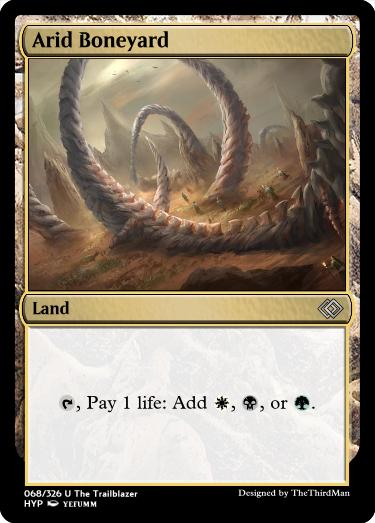 Arid Boneyard
Land
, Pay 1 life: Add , , or .
068/326 U The Trailblazer
Designed by TheThirdMan
HYP YEFUMM